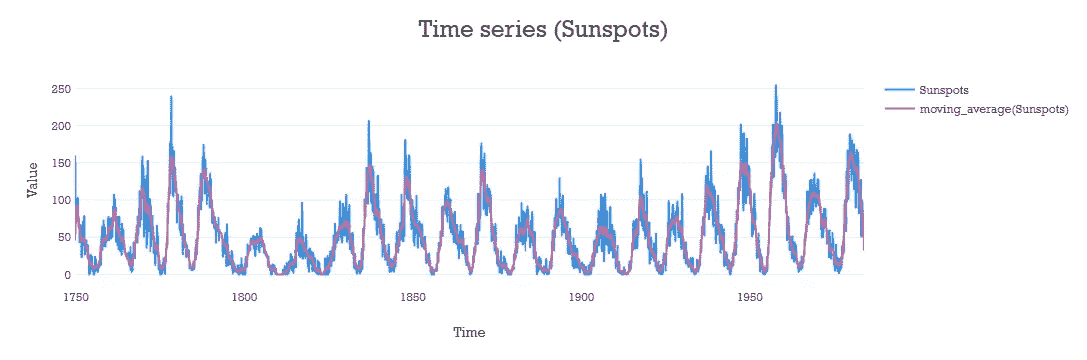 Time series (Sunspots)
250
200
150
100
50
0
Value
1750
1800
1850
1900
1950
Time
Sunspots
moving_average(Sunspots)